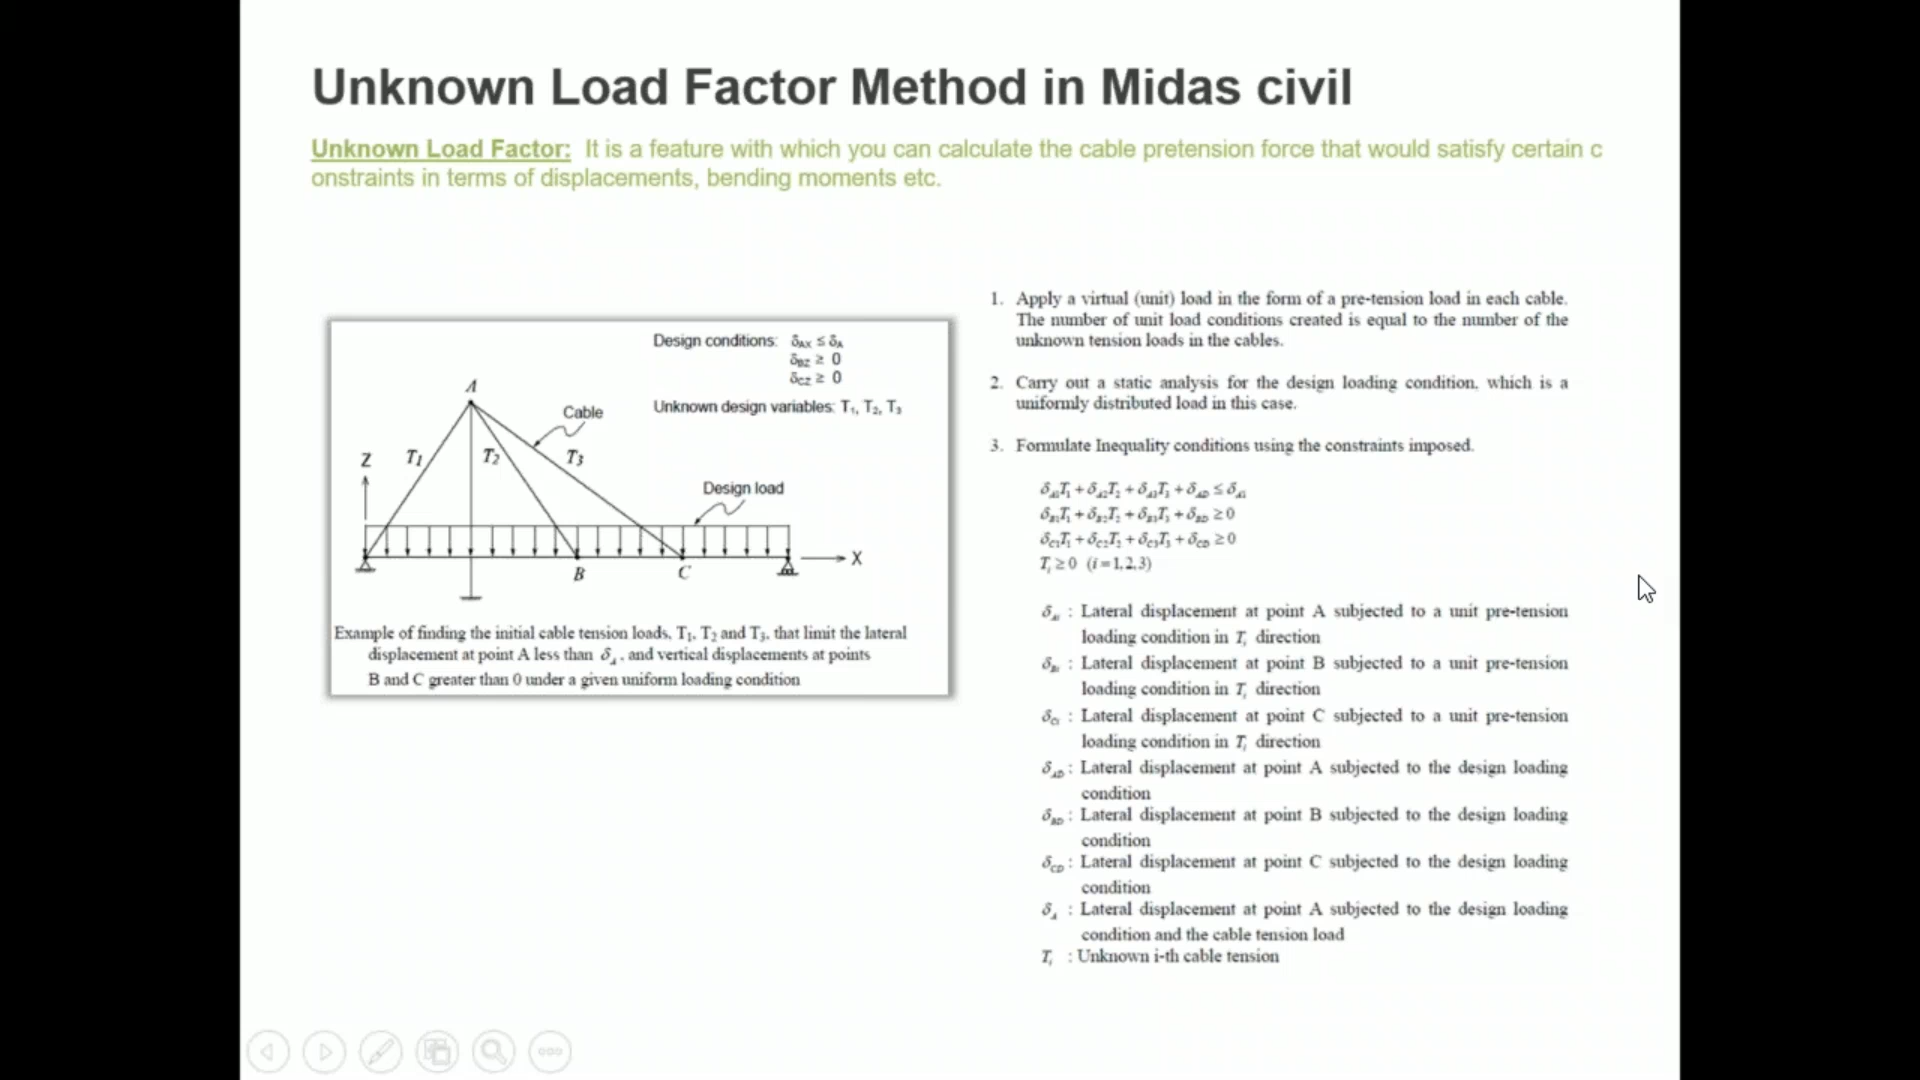 Unknown Load Factor Method in Midas civil
Unknown Load Factor: It is a feature with which you can calculate the cable pretension force that would satisfy certain c
onstraints in terms of displacements, bending moments etc.
Design conditions: δAX ≤ δA
δBZ ≥ 0
δCZ ≥ 0
Unknown design variables: T₁, T₂, T₃
A
Cable
Z
T₁
T₂
T₃
Design load
X
B
C
Example of finding the initial cable tension loads, T₁, T₂ and T₃, that limit the lateral
displacement at point A less than δA, and vertical displacements at points
B and C greater than 0 under a given uniform loading condition
1. Apply a virtual (unit) load in the form of a pre-tension load in each cable.
The number of unit load conditions created is equal to the number of the
unknown tension loads in the cables.
2. Carry out a static analysis for the design loading condition, which is a
uniformly distributed load in this case.
3. Formulate Inequality conditions using the constraints imposed.
δA1T₁ + δA2T₂ + δA3T₃ + δAD ≤ δA
δB1T₁ + δB2T₂ + δB3T₃ + δBD ≥ 0
δC1T₁ + δC2T₂ + δC3T₃ + δCD ≥ 0
Ti ≥ 0 (i = 1,2,3)
δAi : Lateral displacement at point A subjected to a unit pre-tension
loading condition in Ti direction
δBi : Lateral displacement at point B subjected to a unit pre-tension
loading condition in Ti direction
δCi : Lateral displacement at point C subjected to a unit pre-tension
loading condition in Ti direction
δAD : Lateral displacement at point A subjected to the design loading
condition
δBD : Lateral displacement at point B subjected to the design loading
condition
δCD : Lateral displacement at point C subjected to the design loading
condition
δA : Lateral displacement at point A subjected to the design loading
condition and the cable tension load
Ti : Unknown i-th cable tension